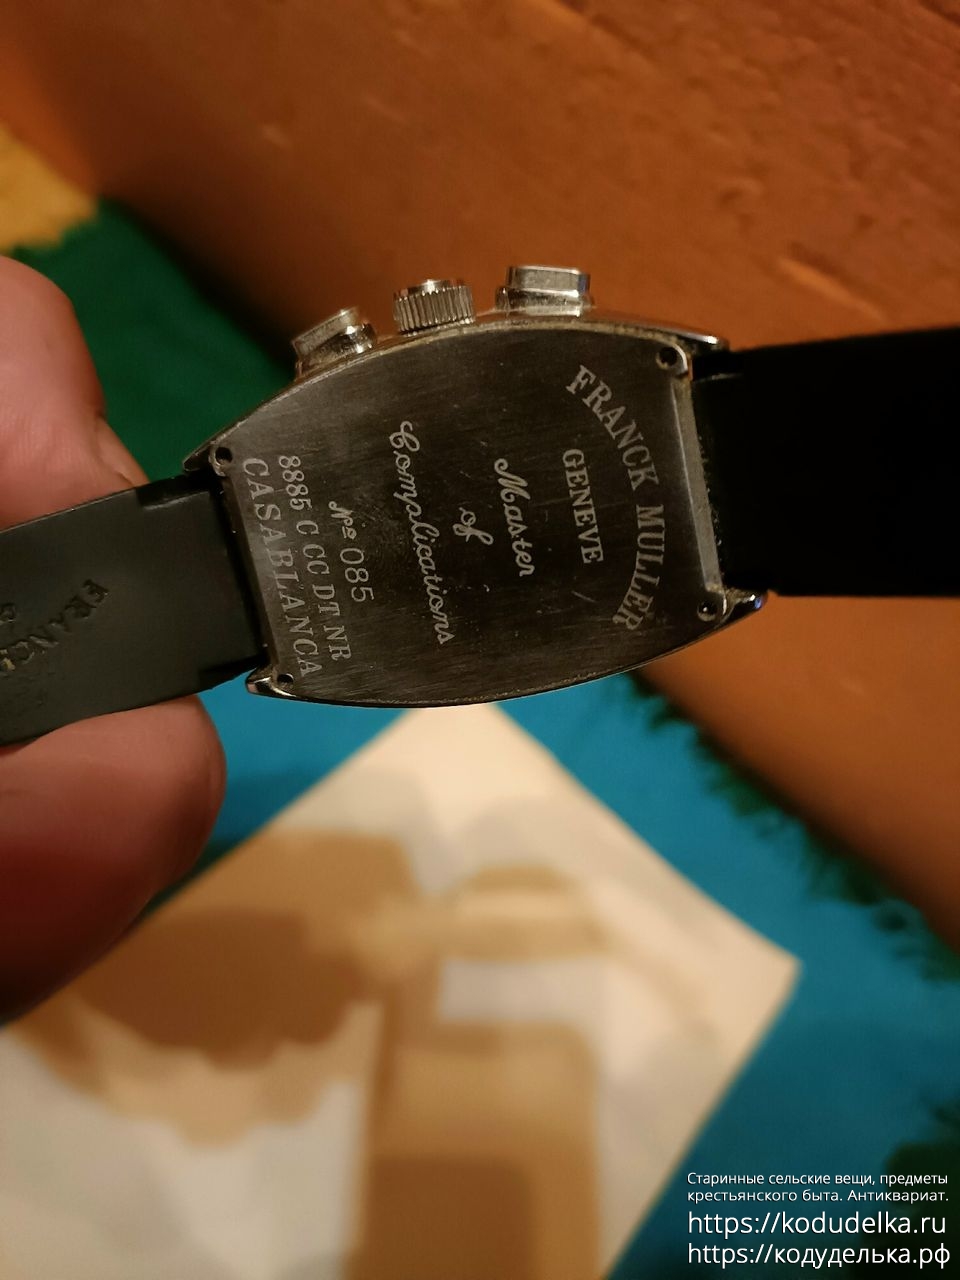 FRANCK MULLER
GENEVE
Master
of
Complications
№ 085
8885 C CC DT NR
CASABLANCA
FRANCK
Старинные сельские вещи, предметы
крестьянского быта. Антиквариат.
https://kodudelka.ru
https://кодуделька.рф